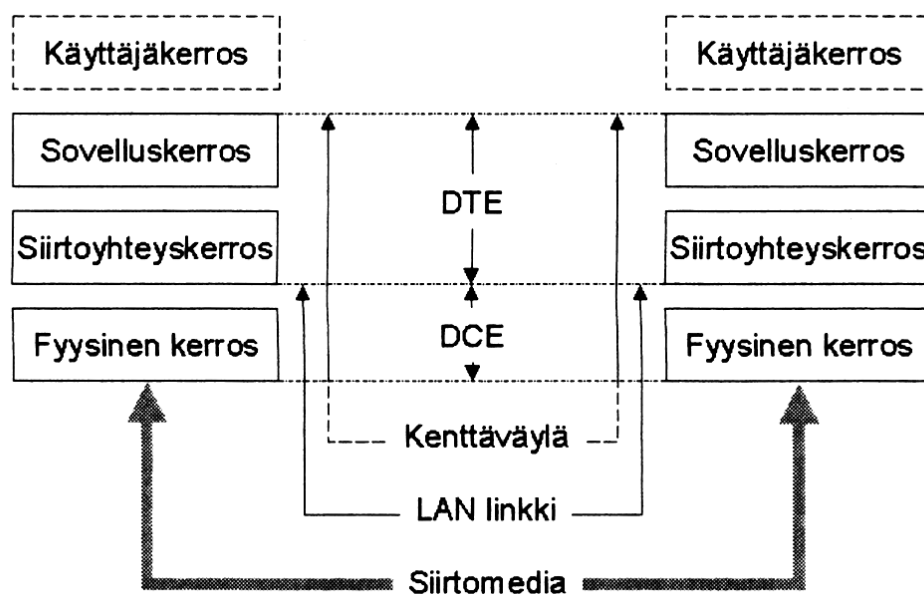 Käyttäjäkerros Käyttäjäkerros
Sovelluskerros Sovelluskerros
DTE
Siirtoyhteyskerros Siirtoyhteyskerros
DCE
Fyysinen kerros Fyysinen kerros
Kenttäväylä
LAN linkki
Siirtomedia